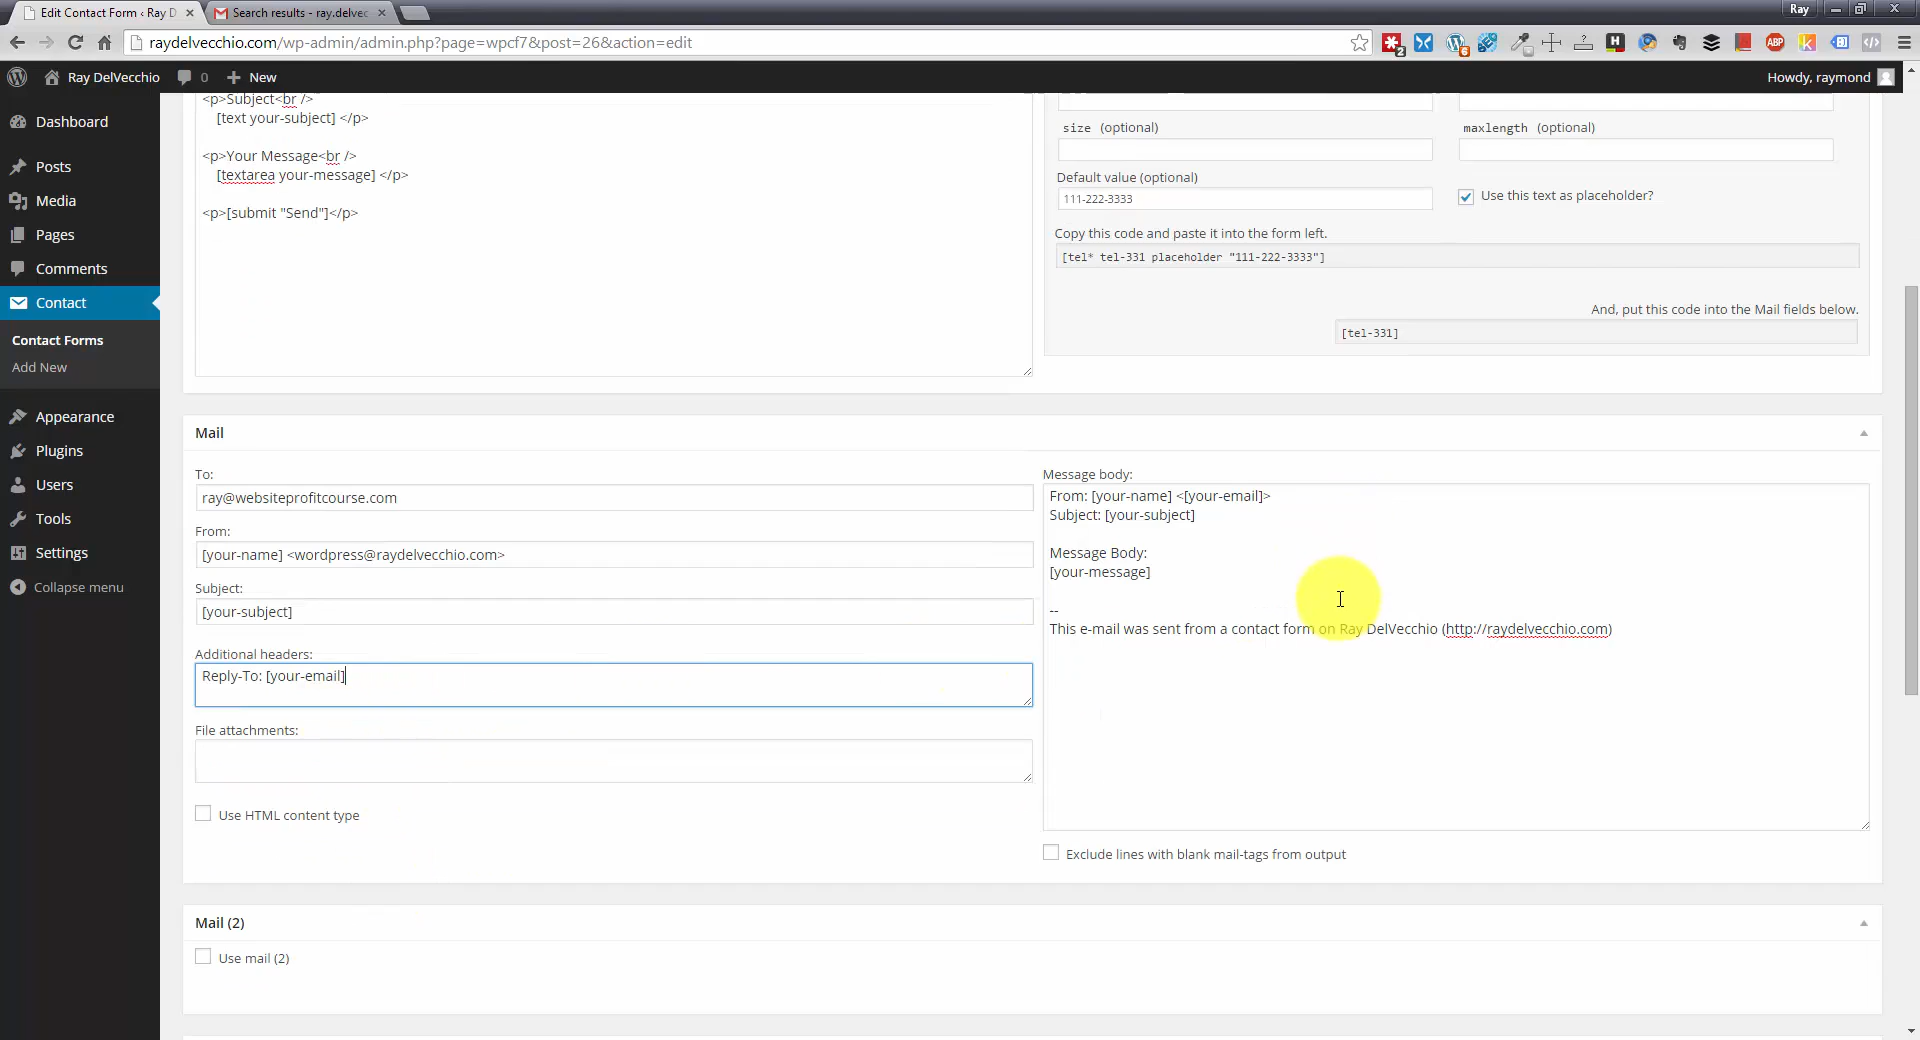 Edit Contact Form ‹ Ray D
Search results - ray.delvec
Ray
raydelvecchio.com/wp-admin/admin.php?page=wpcf7&post=26&action=edit
2
6
H
ABP
K
Ray DelVecchio
0
New
Howdy, raymond
Dashboard
Posts
Media
Pages
Comments
Contact
Contact Forms
Add New
Appearance
Plugins
Users
Tools
Settings
Collapse menu
<p>Subject<br />
[text your-subject] </p>
<p>Your Message<br />
[textarea your-message] </p>
<p>[submit "Send"]</p>
size (optional)
maxlength (optional)
Default value (optional)
111-222-3333
Use this text as placeholder?
Copy this code and paste it into the form left.
[tel* tel-331 placeholder "111-222-3333"]
And, put this code into the Mail fields below.
[tel-331]
Mail
To:
ray@websiteprofitcourse.com
From:
[your-name] <wordpress@raydelvecchio.com>
Subject:
[your-subject]
Additional headers:
Reply-To: [your-email]
File attachments:
Use HTML content type
Message body:
From: [your-name] <[your-email]>
Subject: [your-subject]
Message Body:
[your-message]
--
This e-mail was sent from a contact form on Ray DelVecchio (http://raydelvecchio.com)
Exclude lines with blank mail-tags from output
Mail (2)
Use mail (2)